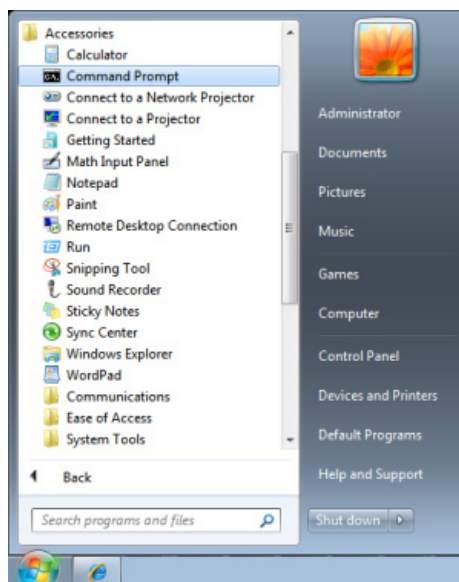 Accessories
Calculator
Command Prompt
Connect to a Network Projector
Connect to a Projector
Getting Started
Math Input Panel
Notepad
Paint
Remote Desktop Connection
Run
Snipping Tool
Sound Recorder
Sticky Notes
Sync Center
Windows Explorer
WordPad
Communications
Ease of Access
System Tools
Back
Search programs and files
Administrator
Documents
Pictures
Music
Games
Computer
Control Panel
Devices and Printers
Default Programs
Help and Support
Shut down